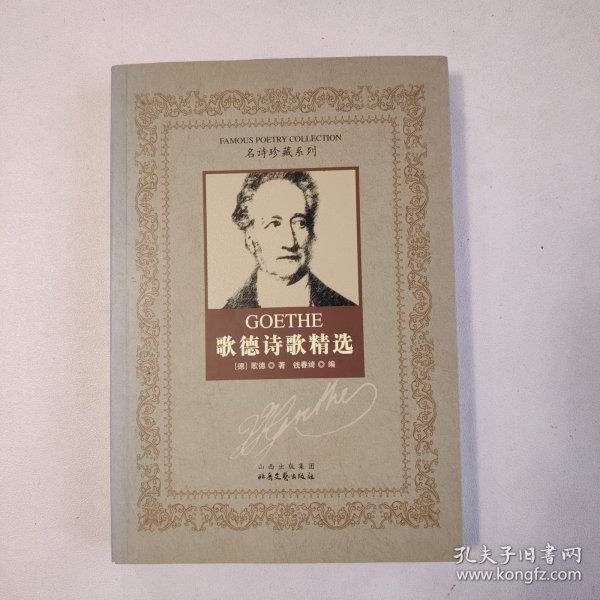 FAMOUS POETRY COLLECTION
名诗珍藏系列
GOETHE
歌德诗歌精选
[德] 歌德 ◎ 著 钱春绮 ◎ 编
Goethe
山西出版集团
北岳文艺出版社
孔夫子旧书网
www.kongfz.com